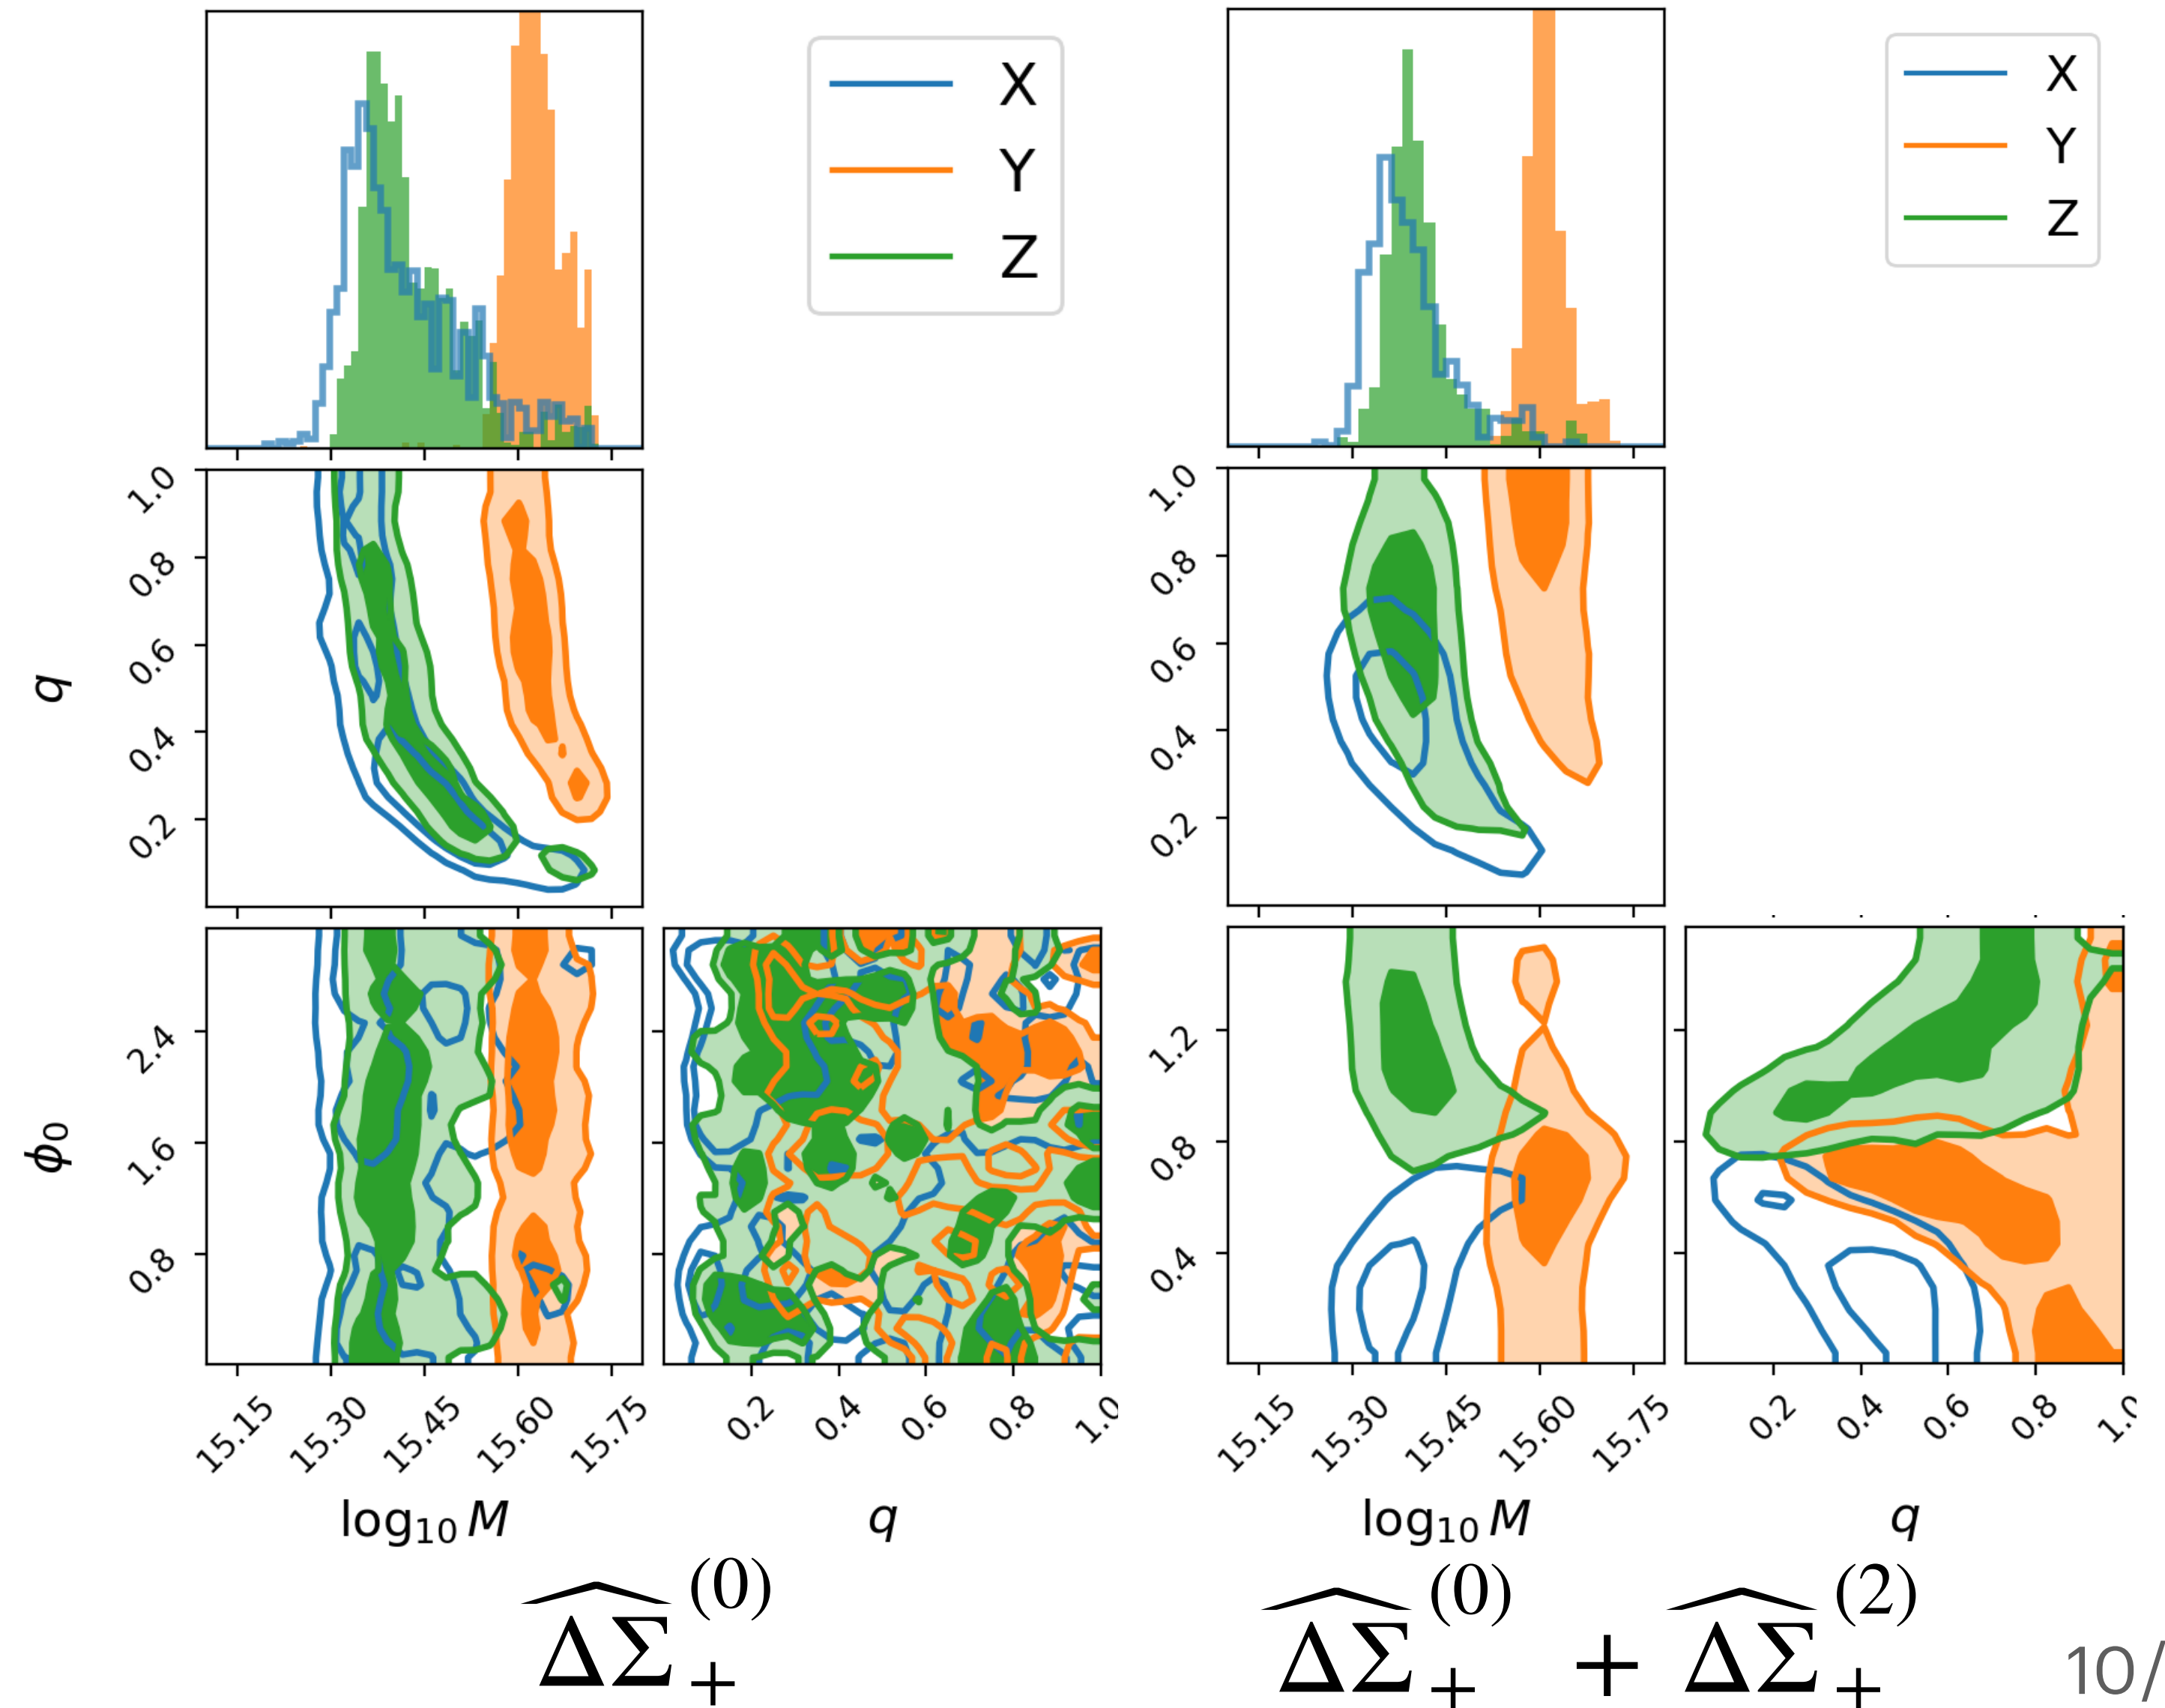 X
Y
Z
X
Y
Z
1.0
0.8
0.6
0.4
0.2
q
1.0
0.8
0.6
0.4
0.2
2.4
1.6
0.8
ϕ₀
1.2
0.8
0.4
15.15 15.30 15.45 15.60 15.75
0.2 0.4 0.6 0.8 1.0
15.15 15.30 15.45 15.60 15.75
0.2 0.4 0.6 0.8
log₁₀ M
q
log₁₀ M
q
\widehat{ΔΣ}₊⁽⁰⁾
\widehat{ΔΣ}₊⁽⁰⁾ + \widehat{ΔΣ}₊⁽²⁾
10/